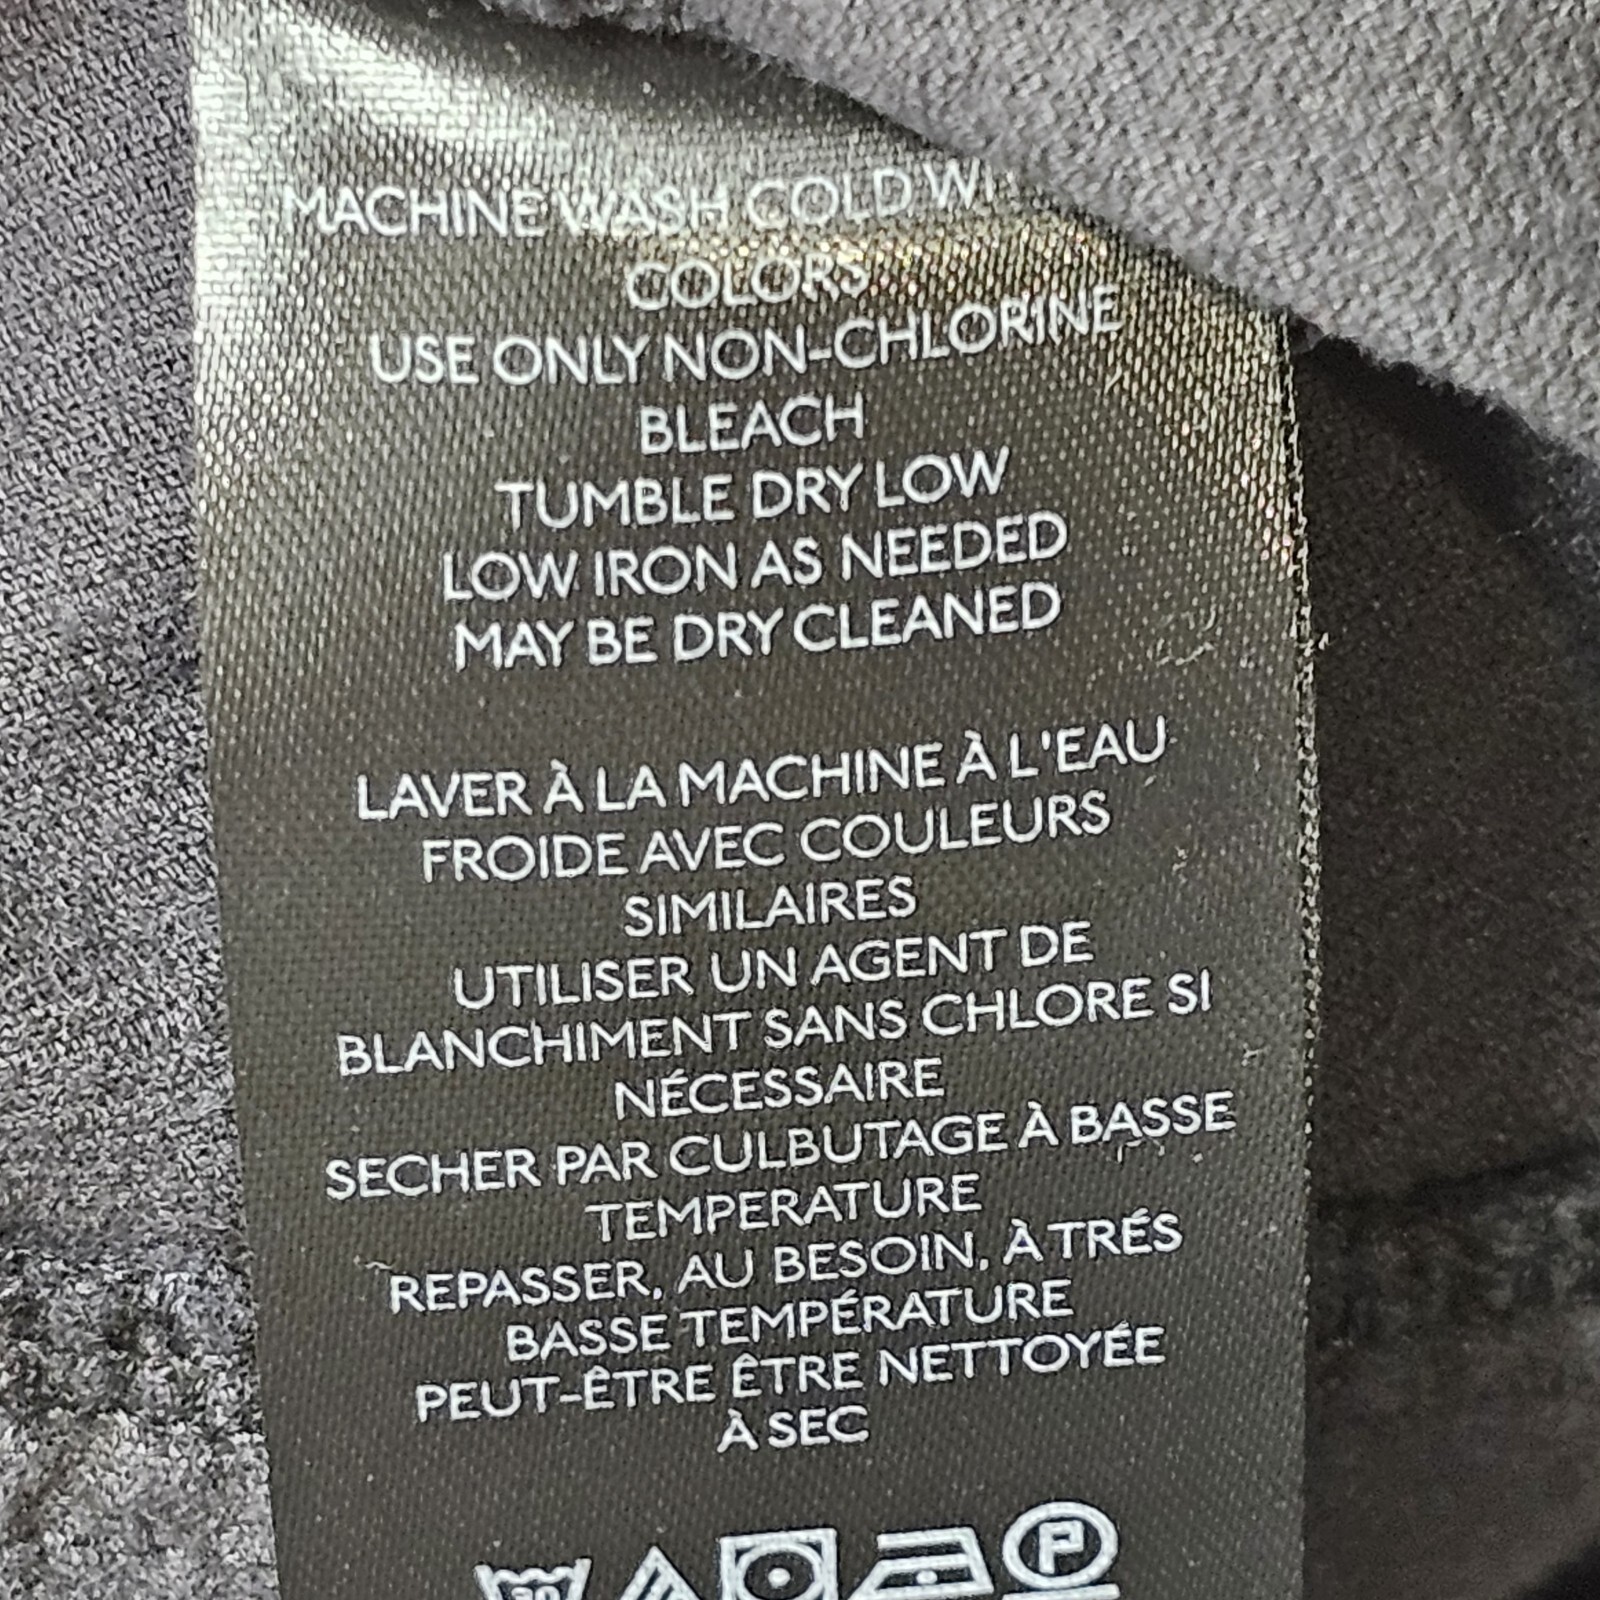 MACHINE WASH COLD
COLORS
USE ONLY NON-CHLORINE
BLEACH
TUMBLE DRY LOW
LOW IRON AS NEEDED
MAY BE DRY CLEANED
LAVER À LA MACHINE À L'EAU
FROIDE AVEC COULEURS
SIMILAIRES
UTILISER UN AGENT DE
BLANCHIMENT SANS CHLORE SI
NÉCESSAIRE
SECHER PAR CULBUTAGE À BASSE
TEMPERATURE
REPASSER, AU BESOIN, À TRÉS
BASSE TEMPÉRATURE
PEUT-ÊTRE ÊTRE NETTOYÉE
À SEC
30 P